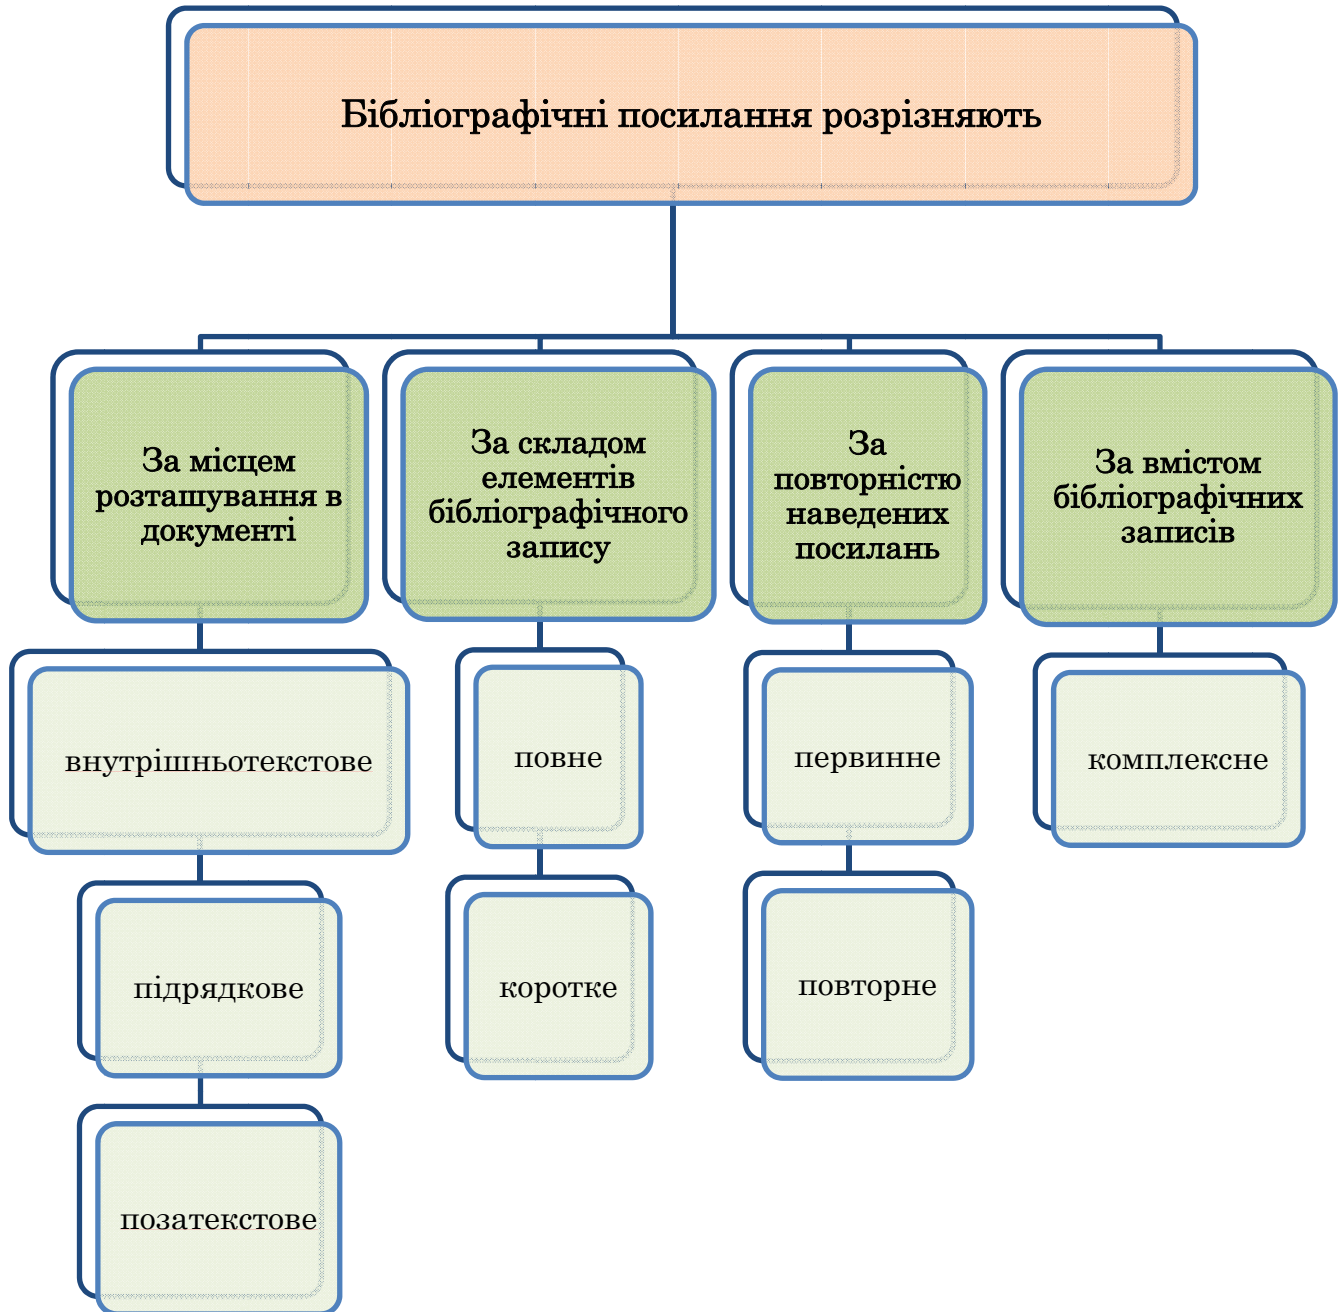 Бібліографічні посилання розрізняють
За місцем
розташування в
документі
За складом
елементів
бібліографічного
запису
За
повторністю
наведених
посилань
За вмістом
бібліографічних
записів
внутрішньотекстове
повне
первинне
комплексне
підрядкове
коротке
повторне
позатекстове